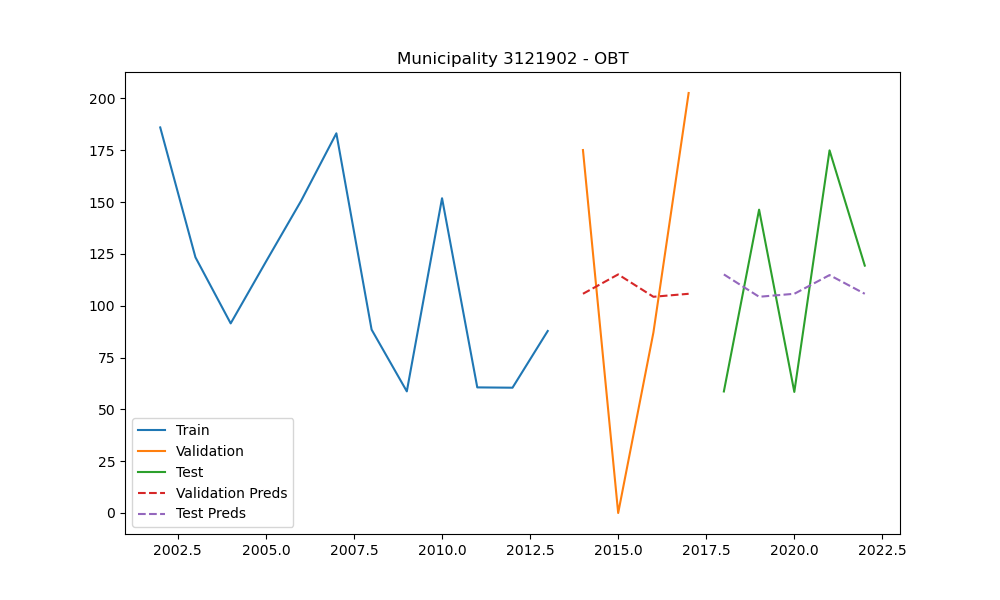 Municipality 3121902 - OBT
200
175
150
125
100
75
50
25
0
Train
Validation
Test
Validation Preds
Test Preds
2002.5 2005.0 2007.5 2010.0 2012.5 2015.0 2017.5 2020.0 2022.5